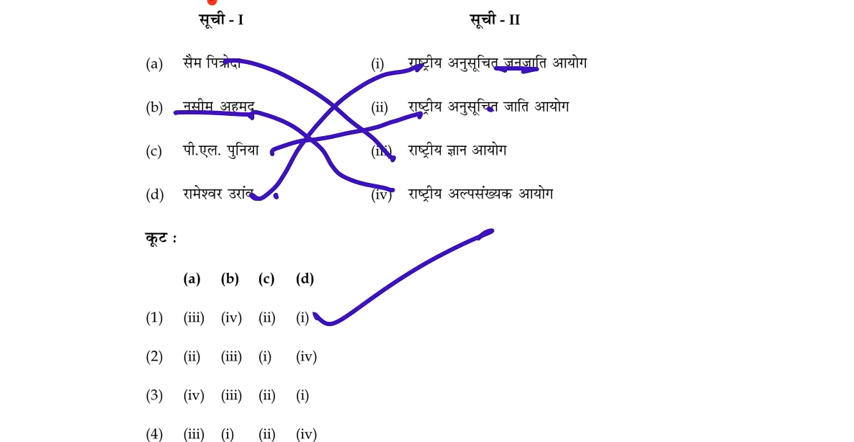 सूची - I सूची - II
(a) सैम पित्रोदा (i) राष्ट्रीय अनुसूचित जनजाति आयोग
(b) नसीम अहमद (ii) राष्ट्रीय अनुसूचित जाति आयोग
(c) पी.एल. पुनिया (iii) राष्ट्रीय ज्ञान आयोग
(d) रामेश्वर उरांव (iv) राष्ट्रीय अल्पसंख्यक आयोग
कूट :
(a) (b) (c) (d)
(1) (iii) (iv) (ii) (i)
(2) (ii) (iii) (i) (iv)
(3) (iv) (iii) (ii) (i)
(4) (iii) (i) (ii) (iv)